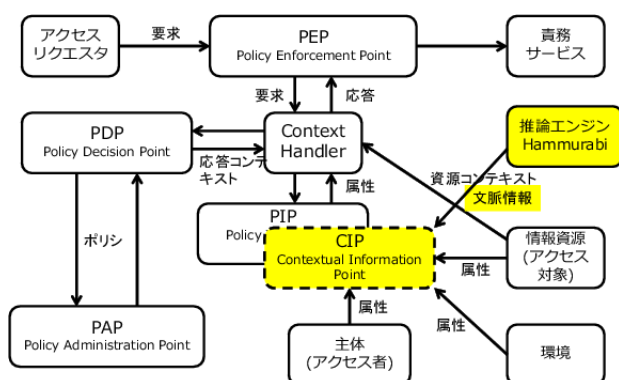 アクセス
リクエスタ
要求
PEP
Policy Enforcement Point
責務
サービス
要求
応答
PDP
Policy Decision Point
応答コンテ
キスト
Context
Handler
推論エンジン
Hammurabi
資源コンテキスト
文脈情報
属性
ポリシ
PIP
Policy
CIP
Contextual Information
Point
属性
情報資源
(アクセス
対象)
PAP
Policy Administration Point
属性
主体
(アクセス者)
属性
環境